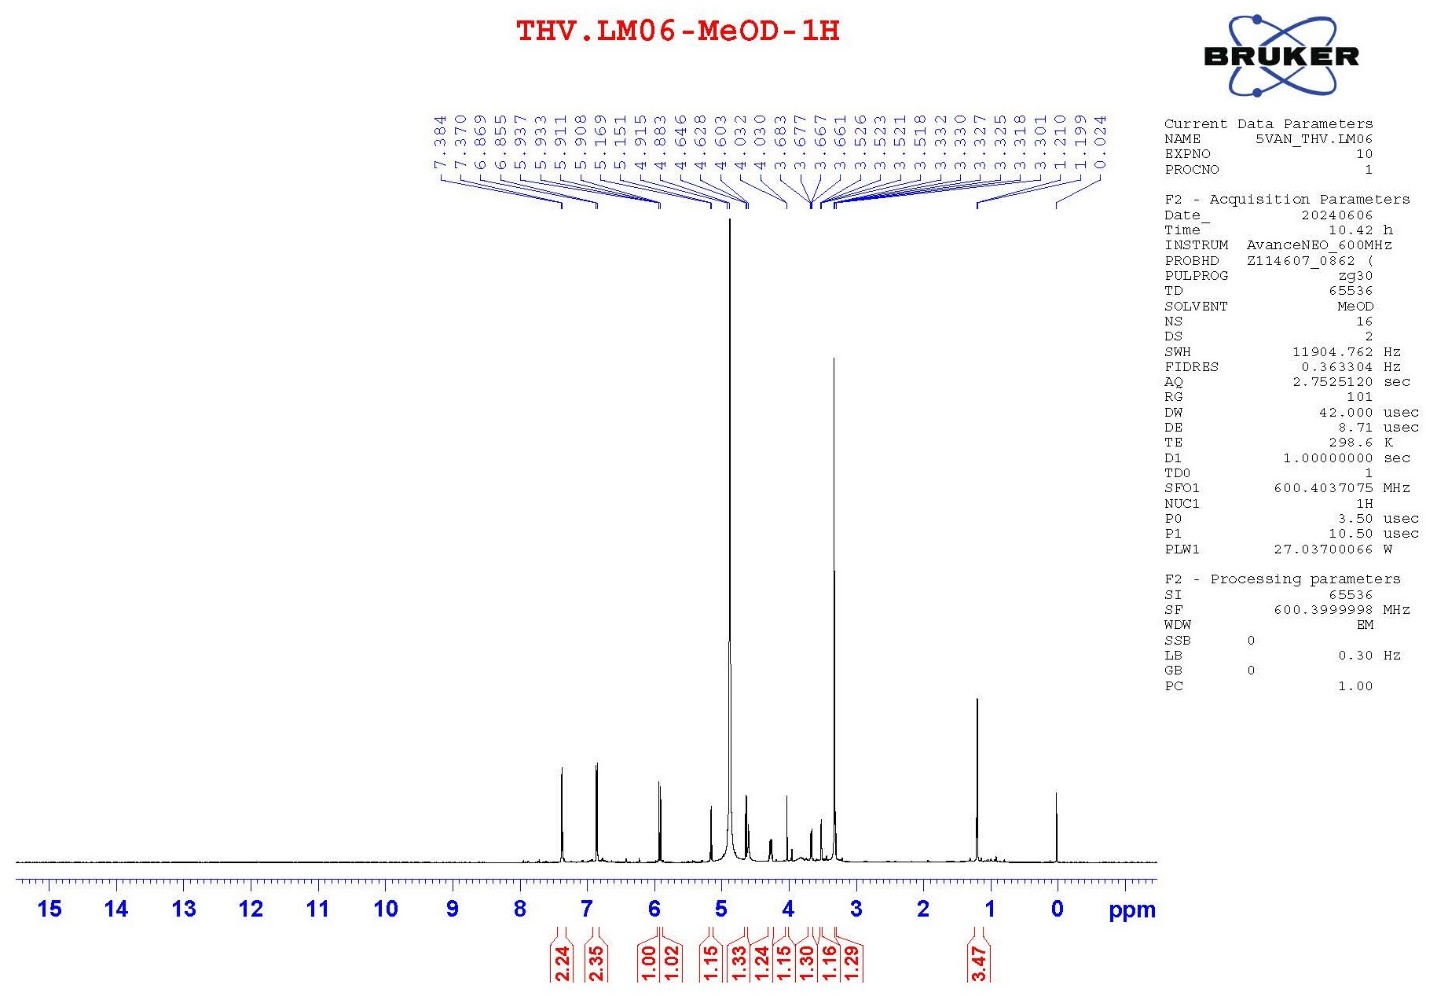 THV.LM06-MeOD-1H
BRUKER
7.384
7.370
6.869
6.855
5.937
5.933
5.911
5.908
5.169
5.151
4.915
4.883
4.646
4.628
4.603
4.032
4.030
3.683
3.677
3.667
3.661
3.526
3.523
3.521
3.518
3.332
3.330
3.327
3.325
3.318
3.301
1.210
1.199
0.024
Current Data Parameters
NAME 5VAN_THV.LM06
EXPNO 10
PROCNO 1
F2 - Acquisition Parameters
Date_ 20240606
Time 10.42 h
INSTRUM AvanceNEO_600MHz
PROBHD Z114607_0862 (
PULPROG zg30
TD 65536
SOLVENT MeOD
NS 16
DS 2
SWH 11904.762 Hz
FIDRES 0.363304 Hz
AQ 2.7525120 sec
RG 101
DW 42.000 usec
DE 8.71 usec
TE 298.6 K
D1 1.00000000 sec
TD0 1
SFO1 600.4037075 MHz
NUC1 1H
P0 3.50 usec
P1 10.50 usec
PLW1 27.03700066 W
F2 - Processing parameters
SI 65536
SF 600.3999998 MHz
WDW EM
SSB 0
LB 0.30 Hz
GB 0
PC 1.00
15 14 13 12 11 10 9 8 7 6 5 4 3 2 1 0 ppm
2.24
2.35
1.00
1.02
1.15
1.33
1.24
1.15
1.30
1.16
1.29
3.47